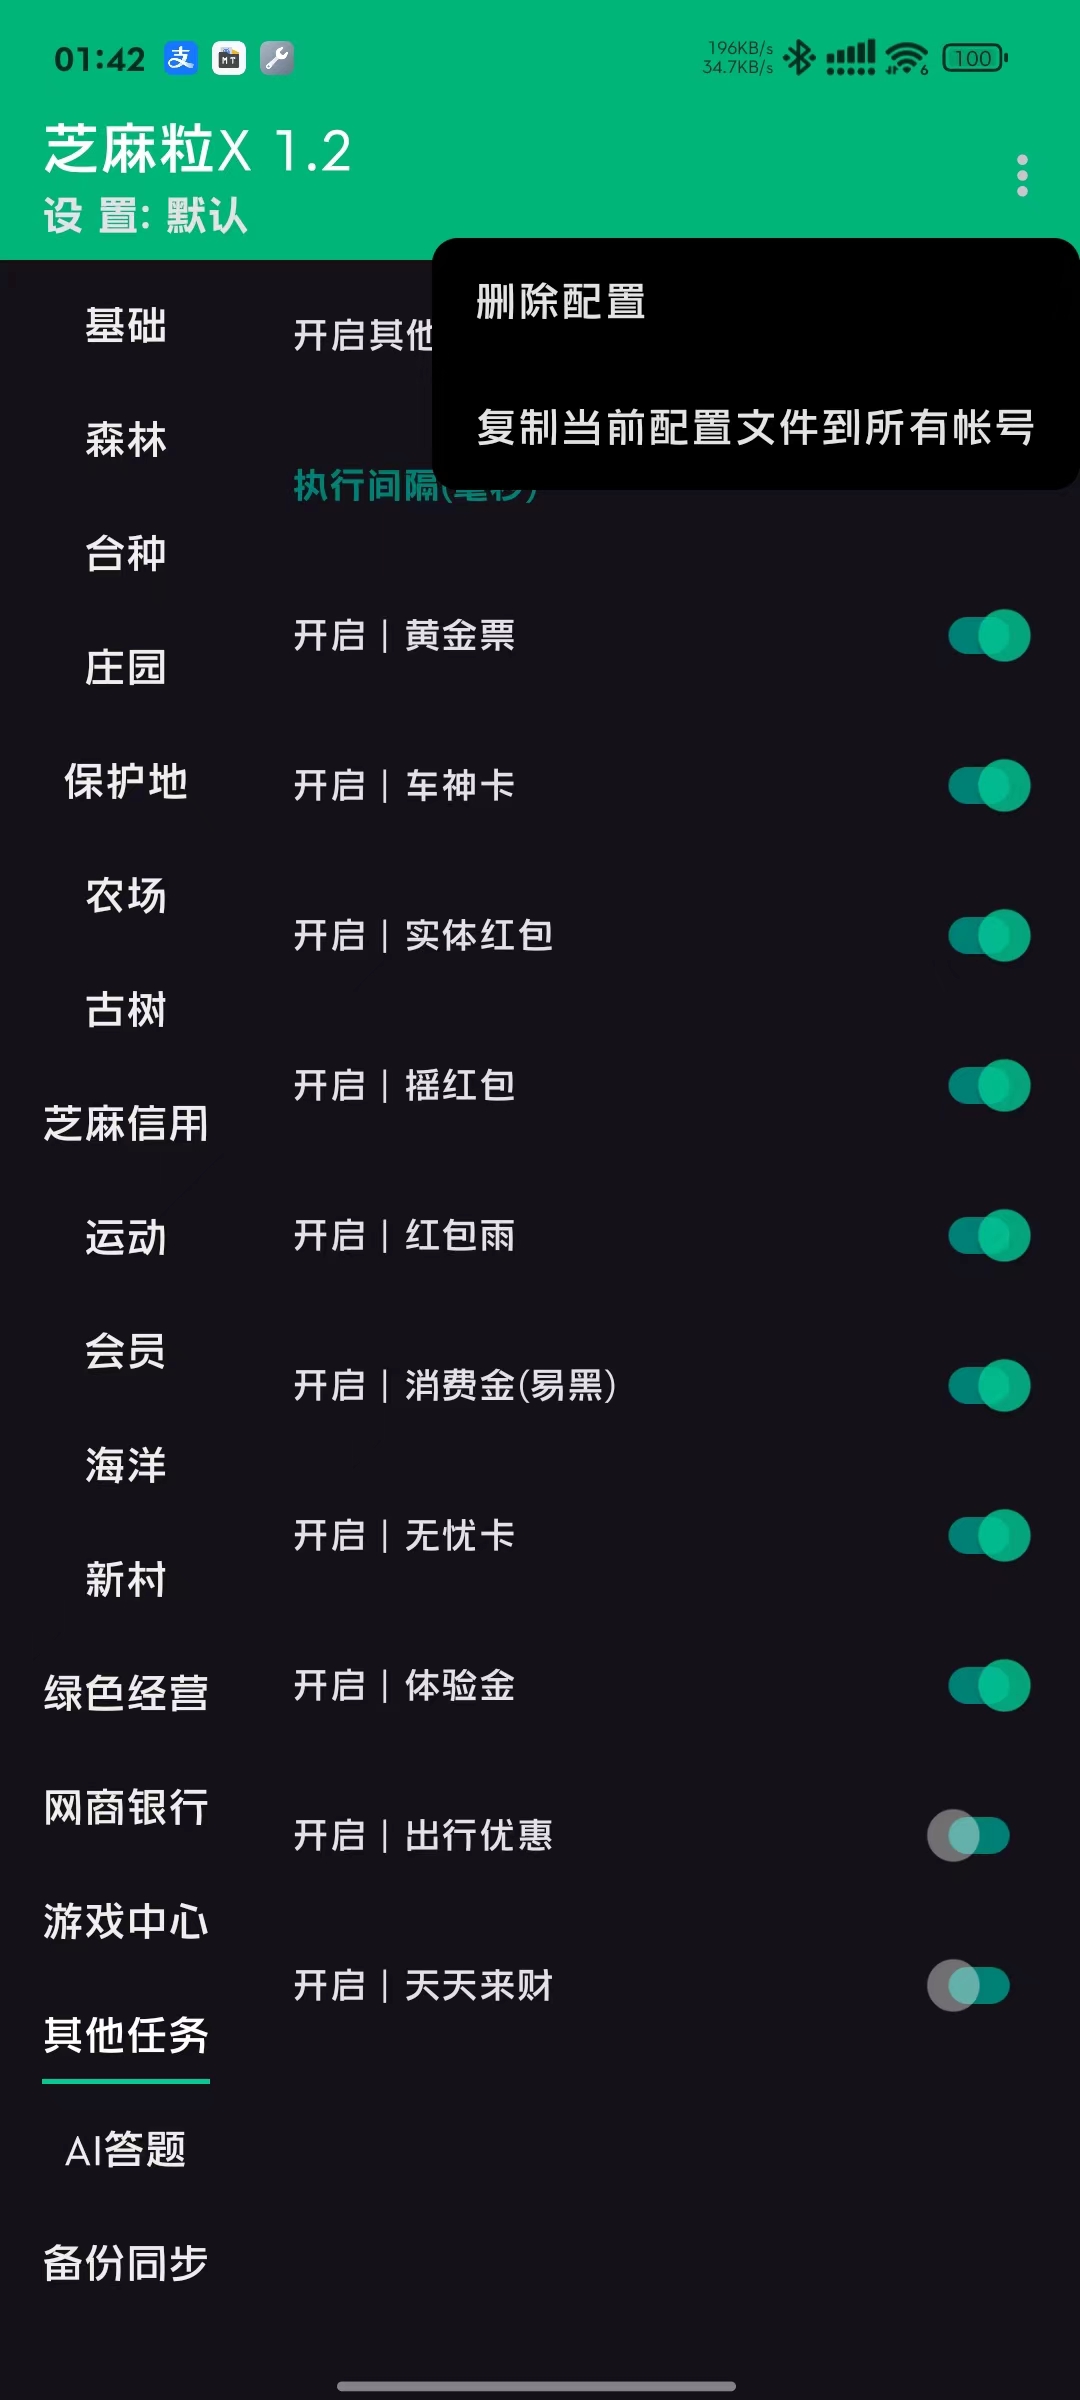 01:42
支
MT
196KB/s
34.7KB/s
6
100
芝麻粒X 1.2
设 置: 默认
删除配置
复制当前配置文件到所有帐号
基础
森林
合种
庄园
保护地
农场
古树
芝麻信用
运动
会员
海洋
新村
绿色经营
网商银行
游戏中心
其他任务
AI答题
备份同步
开启其他
执行间隔(毫秒)
开启 | 黄金票
开启 | 车神卡
开启 | 实体红包
开启 | 摇红包
开启 | 红包雨
开启 | 消费金(易黑)
开启 | 无忧卡
开启 | 体验金
开启 | 出行优惠
开启 | 天天来财